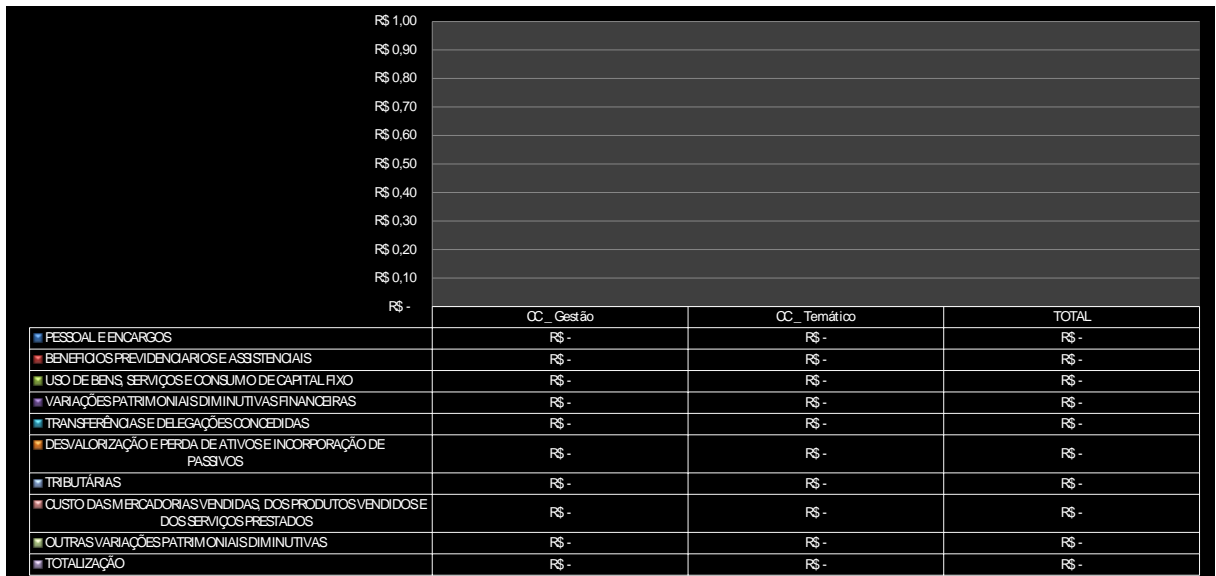 R$ 1,00
R$ 0,90
R$ 0,80
R$ 0,70
R$ 0,60
R$ 0,50
R$ 0,40
R$ 0,30
R$ 0,20
R$ 0,10
R$ -
CC_ Gestão CC_ Temático TOTAL
PESSOAL E ENCARGOS R$ - R$ - R$ -
BENEFICIOS PREVIDENCIARIOS E ASSISTENCIAIS R$ - R$ - R$ -
USO DE BENS, SERVIÇOS E CONSUMO DE CAPITAL FIXO R$ - R$ - R$ -
VARIAÇÕES PATRIMONIAIS DIMINUTIVAS FINANCEIRAS R$ - R$ - R$ -
TRANSFERÊNCIAS E DELEGAÇÕES CONCEDIDAS R$ - R$ - R$ -
DESVALORIZAÇÃO E PERDA DE ATIVOS E INCORPORAÇÃO DE
PASSIVOS R$ - R$ - R$ -
TRIBUTÁRIAS R$ - R$ - R$ -
CUSTO DAS MERCADORIAS VENDIDAS, DOS PRODUTOS VENDIDOS E
DOS SERVIÇOS PRESTADOS R$ - R$ - R$ -
OUTRAS VARIAÇÕES PATRIMONIAIS DIMINUTIVAS R$ - R$ - R$ -
TOTALIZAÇÃO R$ - R$ - R$ -